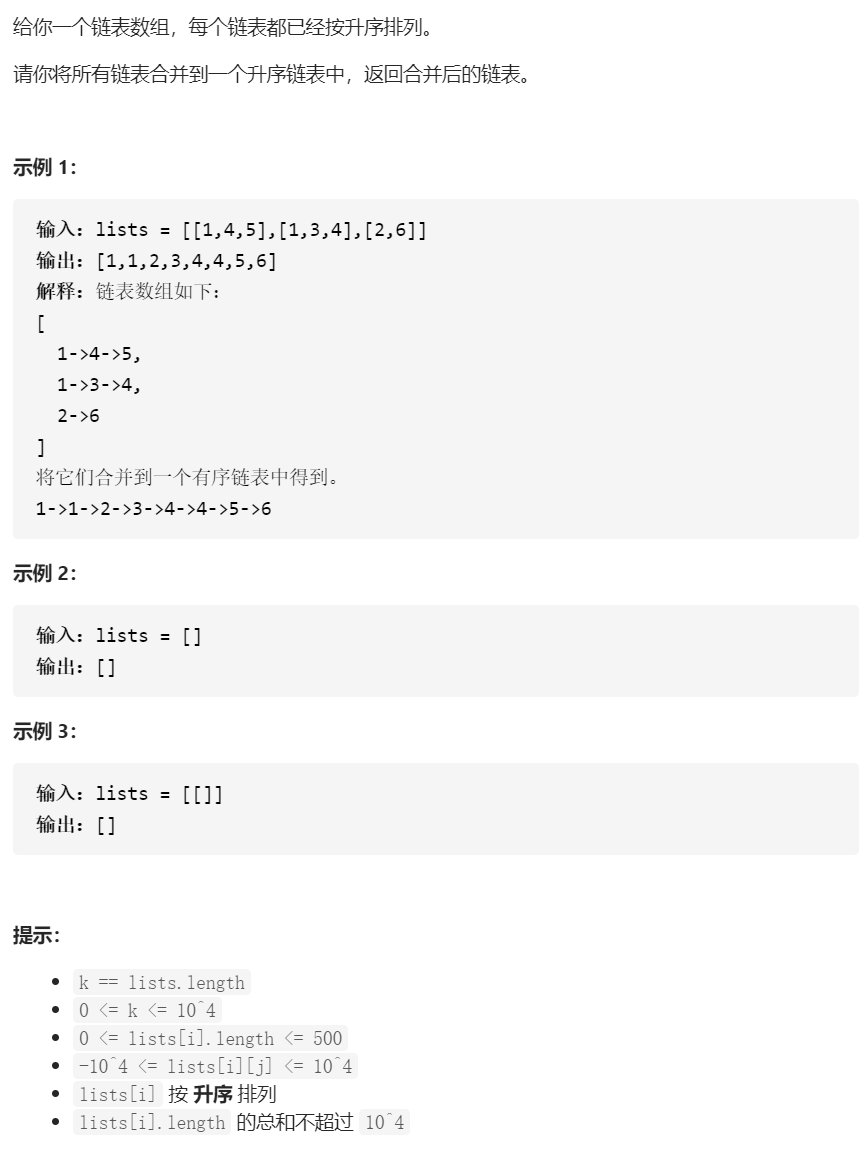 给你一个链表数组，每个链表都已经按升序排列。
请你将所有链表合并到一个升序链表中，返回合并后的链表。
示例 1：
输入：lists = [[1,4,5],[1,3,4],[2,6]]
输出：[1,1,2,3,4,4,5,6]
解释：链表数组如下：
[
  1->4->5,
  1->3->4,
  2->6
]
将它们合并到一个有序链表中得到。
1->1->2->3->4->4->5->6
示例 2：
输入：lists = []
输出：[]
示例 3：
输入：lists = [[]]
输出：[]
提示：
• k == lists.length
• 0 <= k <= 10^4
• 0 <= lists[i].length <= 500
• -10^4 <= lists[i][j] <= 10^4
• lists[i] 按 升序 排列
• lists[i].length 的总和不超过 10^4